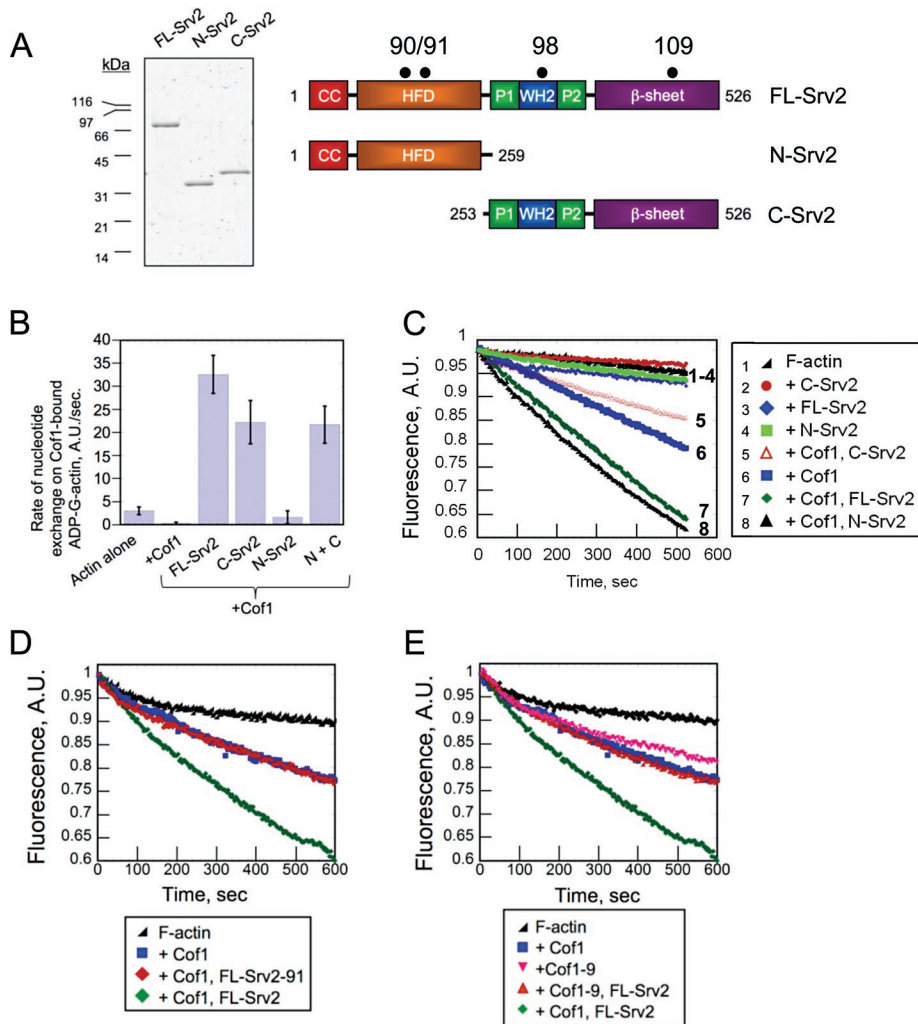 A
FL-Srv2
N-Srv2
C-Srv2
kDa
116
97
66
45
31
21
14
90/91
98
109
1 CC HFD P1 WH2 P2 β-sheet 526 FL-Srv2
1 CC HFD 259 N-Srv2
253 P1 WH2 P2 β-sheet 526 C-Srv2
B
Rate of nucleotide
exchange on Cof1-bound
ADP-G-actin, A.U./sec.
40
35
30
25
20
15
10
5
0
Actin alone
+Cof1
FL-Srv2
C-Srv2
N-Srv2
N + C
+Cof1
C
Fluorescence, A.U.
1
0.95
0.9
0.85
0.8
0.75
0.7
0.65
0.6
1-4
5
6
7
8
0 100 200 300 400 500 600
Time, sec
1 F-actin
2 + C-Srv2
3 + FL-Srv2
4 + N-Srv2
5 + Cof1, C-Srv2
6 + Cof1
7 + Cof1, FL-Srv2
8 + Cof1, N-Srv2
D
Fluorescence, A.U.
1
0.95
0.9
0.85
0.8
0.75
0.7
0.65
0.6
0 100 200 300 400 500 600
Time, sec
F-actin
+ Cof1
+ Cof1, FL-Srv2-91
+ Cof1, FL-Srv2
E
Fluorescence, A.U.
1
0.95
0.9
0.85
0.8
0.75
0.7
0.65
0.6
0 100 200 300 400 500 600
Time, sec
F-actin
+ Cof1
+Cof1-9
+ Cof1-9, FL-Srv2
+ Cof1, FL-Srv2